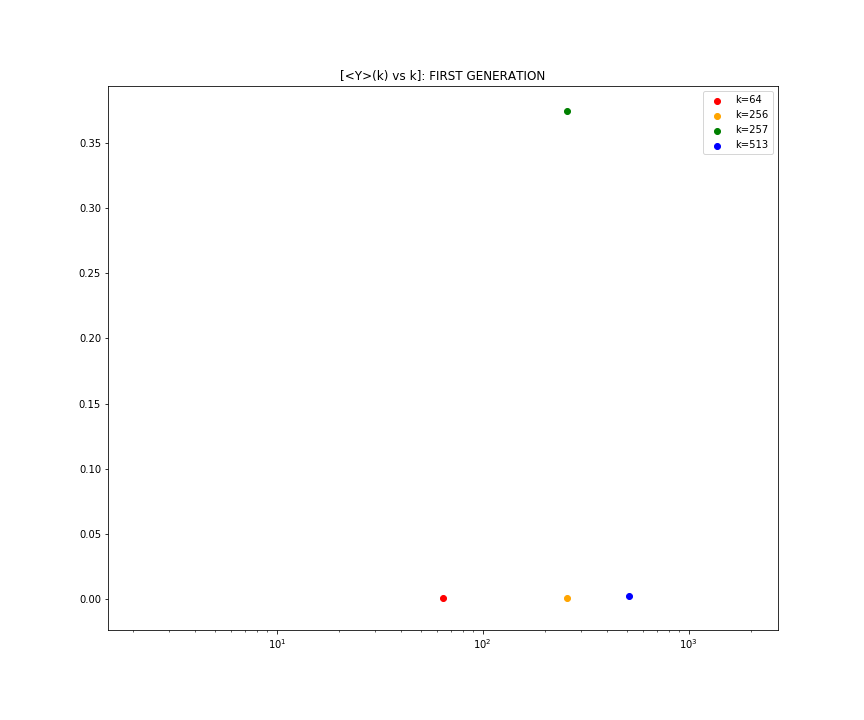 [<Y>(k) vs k]: FIRST GENERATION
k=64
k=256
k=257
k=513
0.35
0.30
0.25
0.20
0.15
0.10
0.05
0.00
10¹
10²
10³